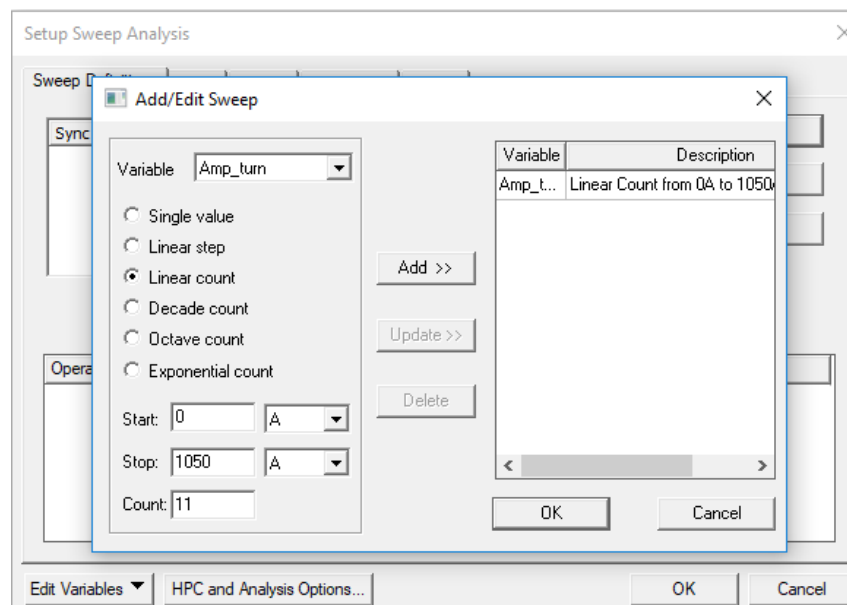 Setup Sweep Analysis
Sweep
Add/Edit Sweep
Sync
Variable Amp_turn
Single value
Linear step
Linear count
Decade count
Octave count
Exponential count
Start: 0 A
Stop: 1050 A
Count: 11
Add >>
Update >>
Delete
Variable Description
Amp_t... Linear Count from 0A to 1050
OK Cancel
Opera
Edit Variables HPC and Analysis Options... OK Cancel